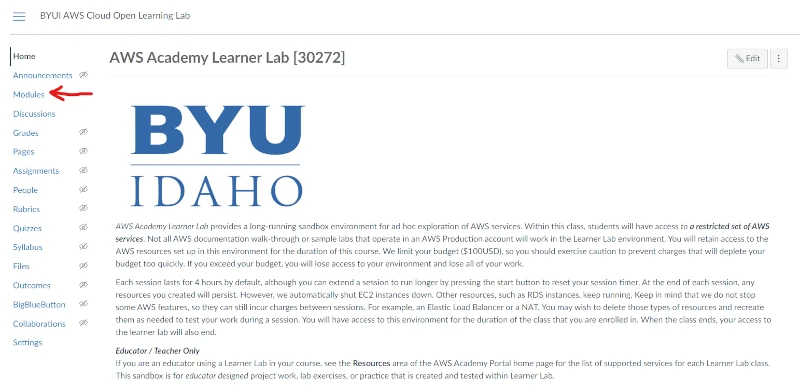 BYUI AWS Cloud Open Learning Lab
Home
Announcements
Modules
Discussions
Grades
Pages
Assignments
People
Rubrics
Quizzes
Syllabus
Files
Outcomes
BigBlueButton
Collaborations
Settings
AWS Academy Learner Lab [30272]
Edit
BYU
IDAHO
AWS Academy Learner Lab provides a long-running sandbox environment for ad hoc exploration of AWS services. Within this class, students will have access to a restricted set of AWS
services. Not all AWS documentation walk-through or sample labs that operate in an AWS Production account will work in the Learner Lab environment. You will retain access to the
AWS resources set up in this environment for the duration of this course. We limit your budget ($100USD), so you should exercise caution to prevent charges that will deplete your
budget too quickly. If you exceed your budget, you will lose access to your environment and lose all of your work.
Each session lasts for 4 hours by default, although you can extend a session to run longer by pressing the start button to reset your session timer. At the end of each session, any
resources you created will persist. However, we automatically shut EC2 instances down. Other resources, such as RDS instances, keep running. Keep in mind that we do not stop
some AWS features, so they can still incur charges between sessions. For example, an Elastic Load Balancer or a NAT. You may wish to delete those types of resources and recreate
them as needed to test your work during a session. You will have access to this environment for the duration of the class that you are enrolled in. When the class ends, your access to
the learner lab will also end.
Educator / Teacher Only
If you are an educator using a Learner Lab in your course, see the Resources area of the AWS Academy Portal home page for the list of supported services for each Learner Lab class.
This sandbox is for educator designed project work, lab exercises, or practice that is created and tested within Learner Lab.